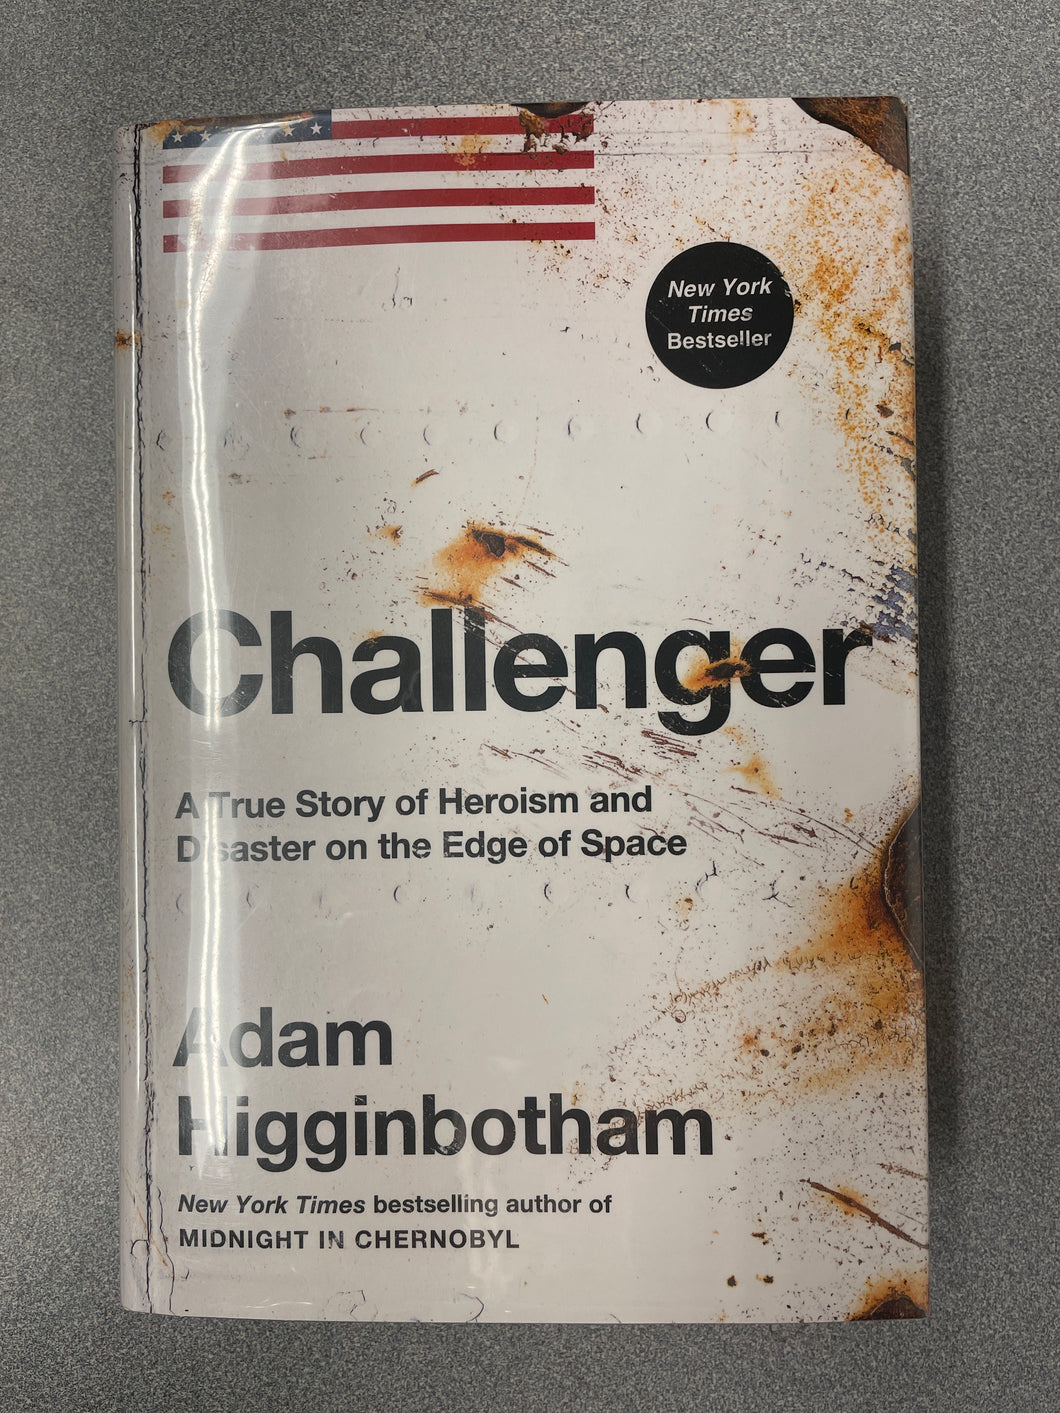 New York
Times
Bestseller
Challenger
A True Story of Heroism and
Disaster on the Edge of Space
Adam
Higginbotham
New York Times bestselling author of
MIDNIGHT IN CHERNOBYL